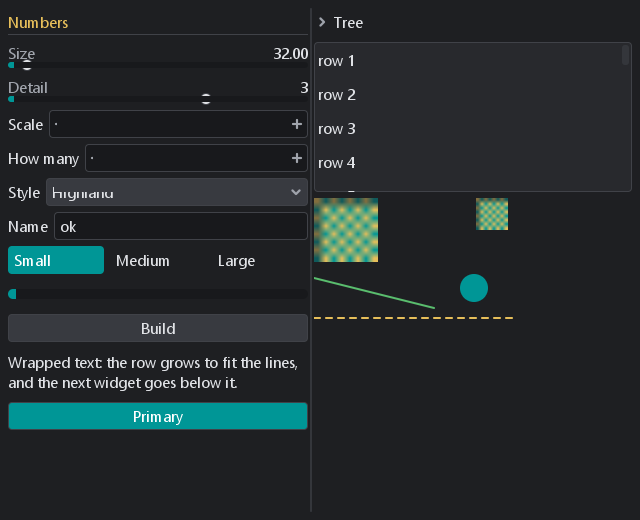 Numbers
Size 32.00
Detail 3
Scale
+
How many
+
Style Highland
Name ok
Small Medium Large
Build
Wrapped text: the row grows to fit the lines,
and the next widget goes below it.
Primary
Tree
row 1
row 2
row 3
row 4